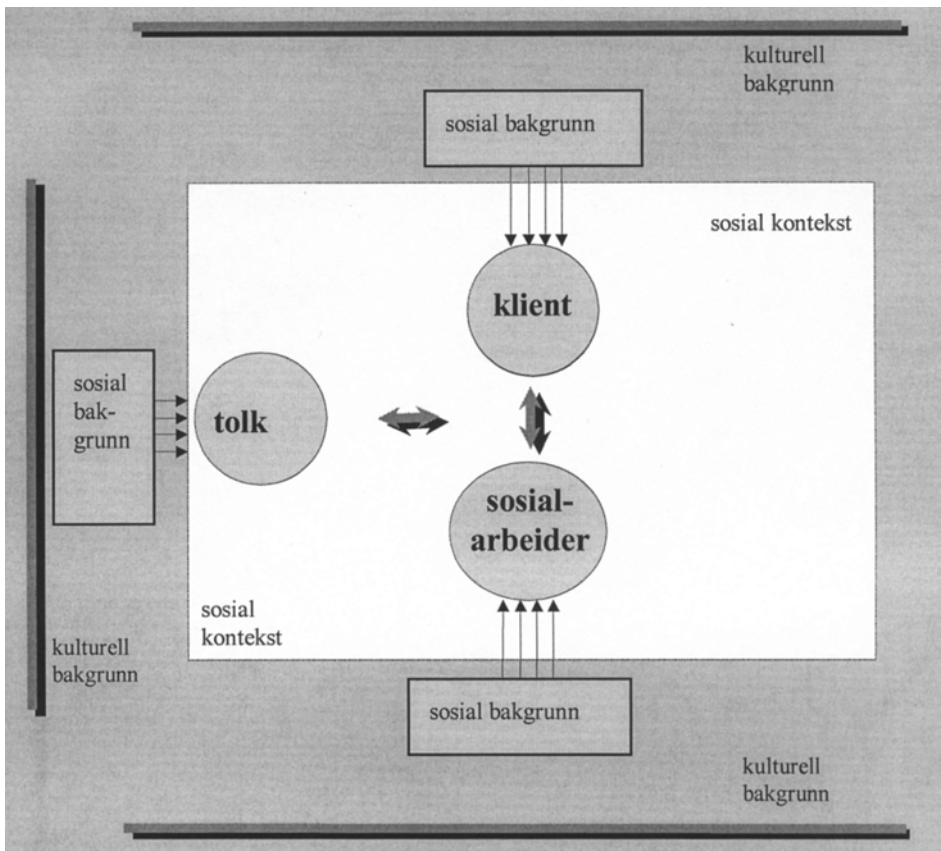 kulturell
bakgrunn
sosial bakgrunn
sosial kontekst
klient
sosial
bak-
grunn
tolk
sosial-
arbeider
sosial
kontekst
kulturell
bakgrunn
sosial bakgrunn
kulturell
bakgrunn